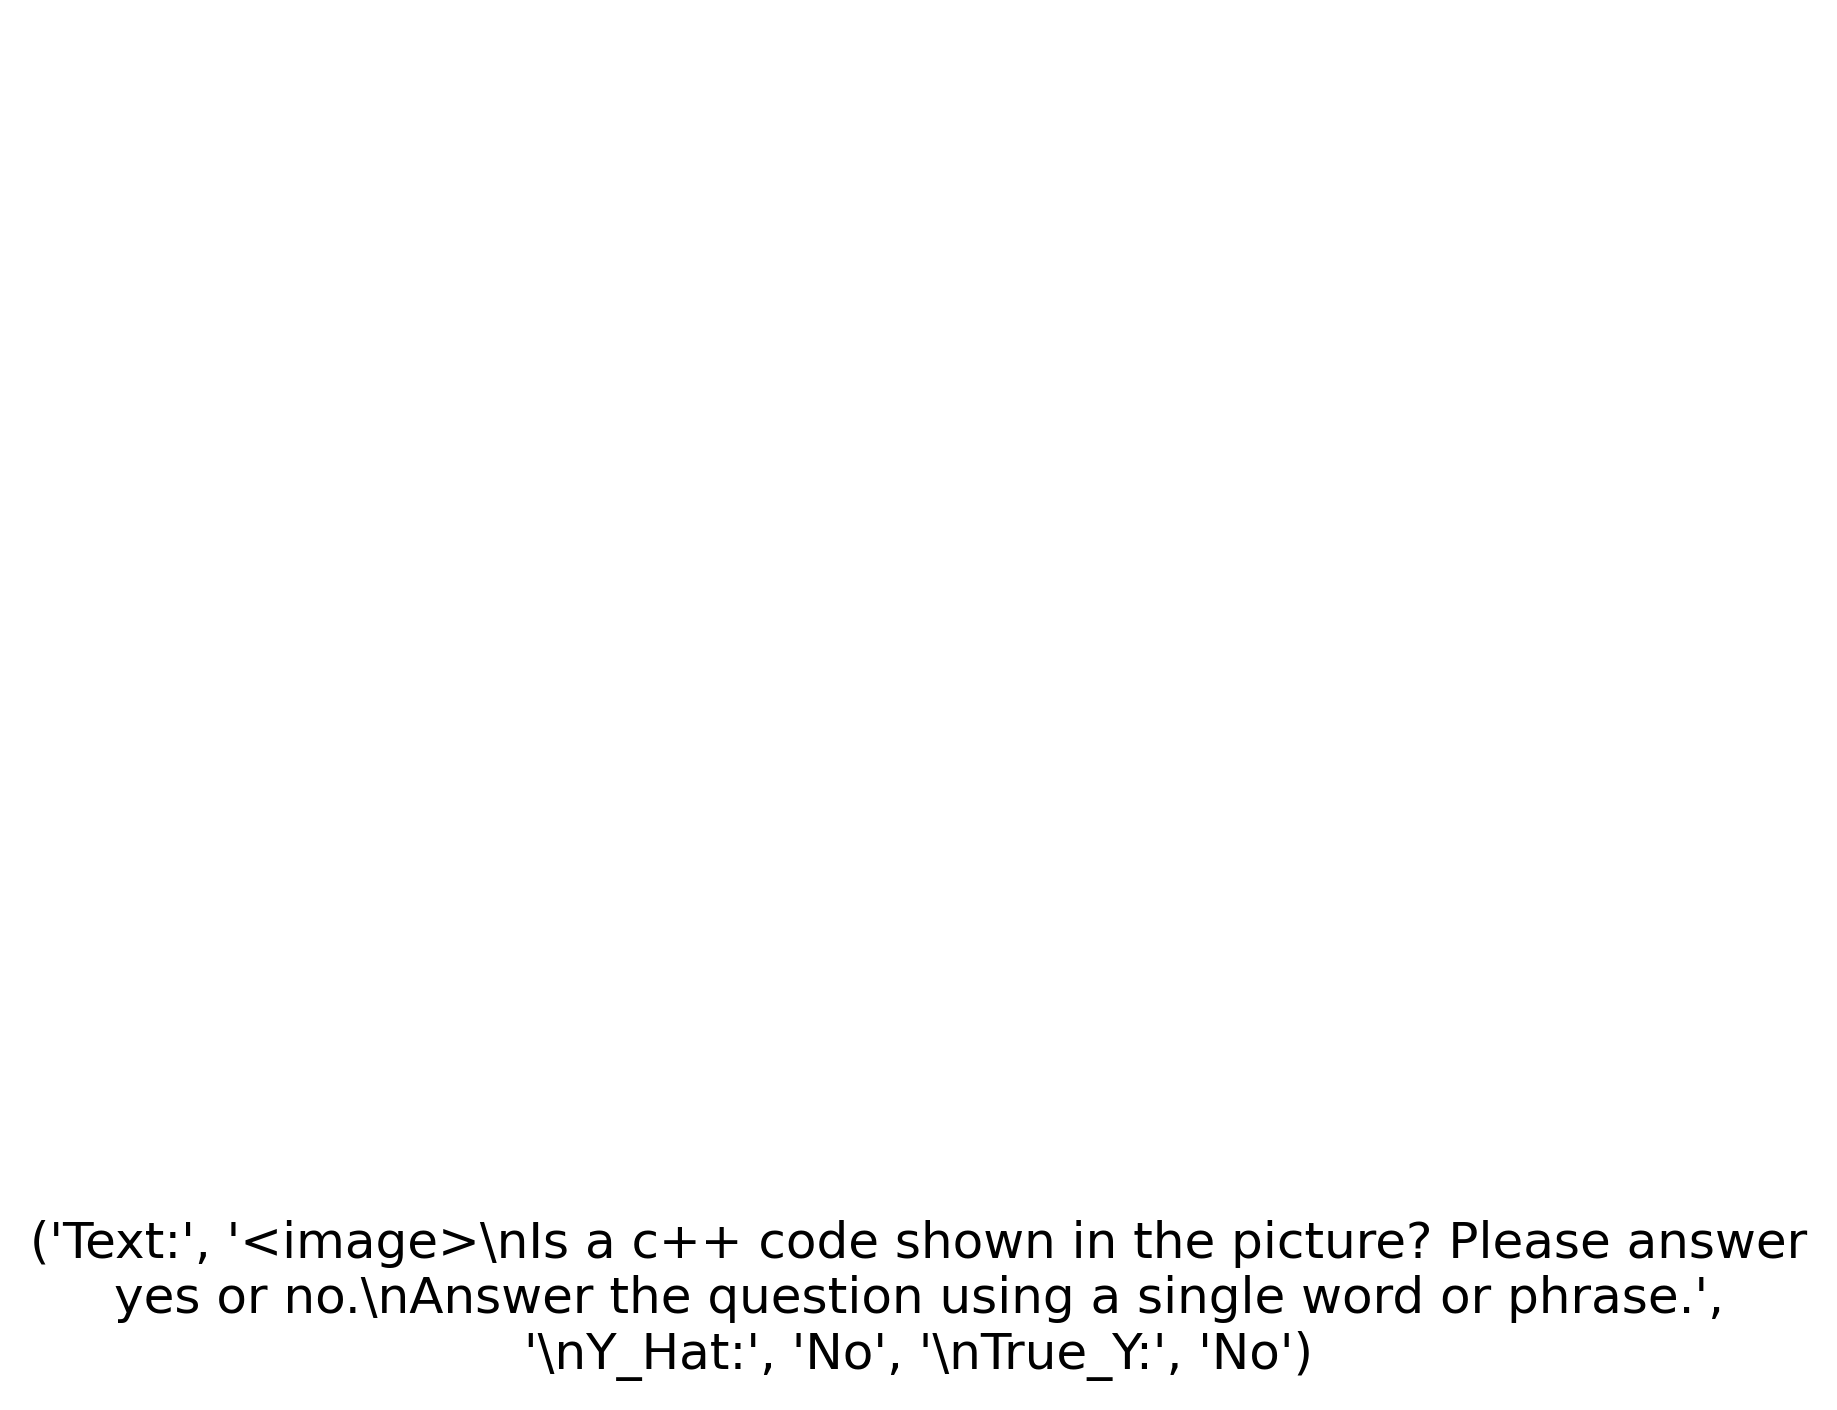 ('Text:', '<image>\nIs a c++ code shown in the picture? Please answer
yes or no.\nAnswer the question using a single word or phrase.',
'\nY_Hat:', 'No', '\nTrue_Y:', 'No')